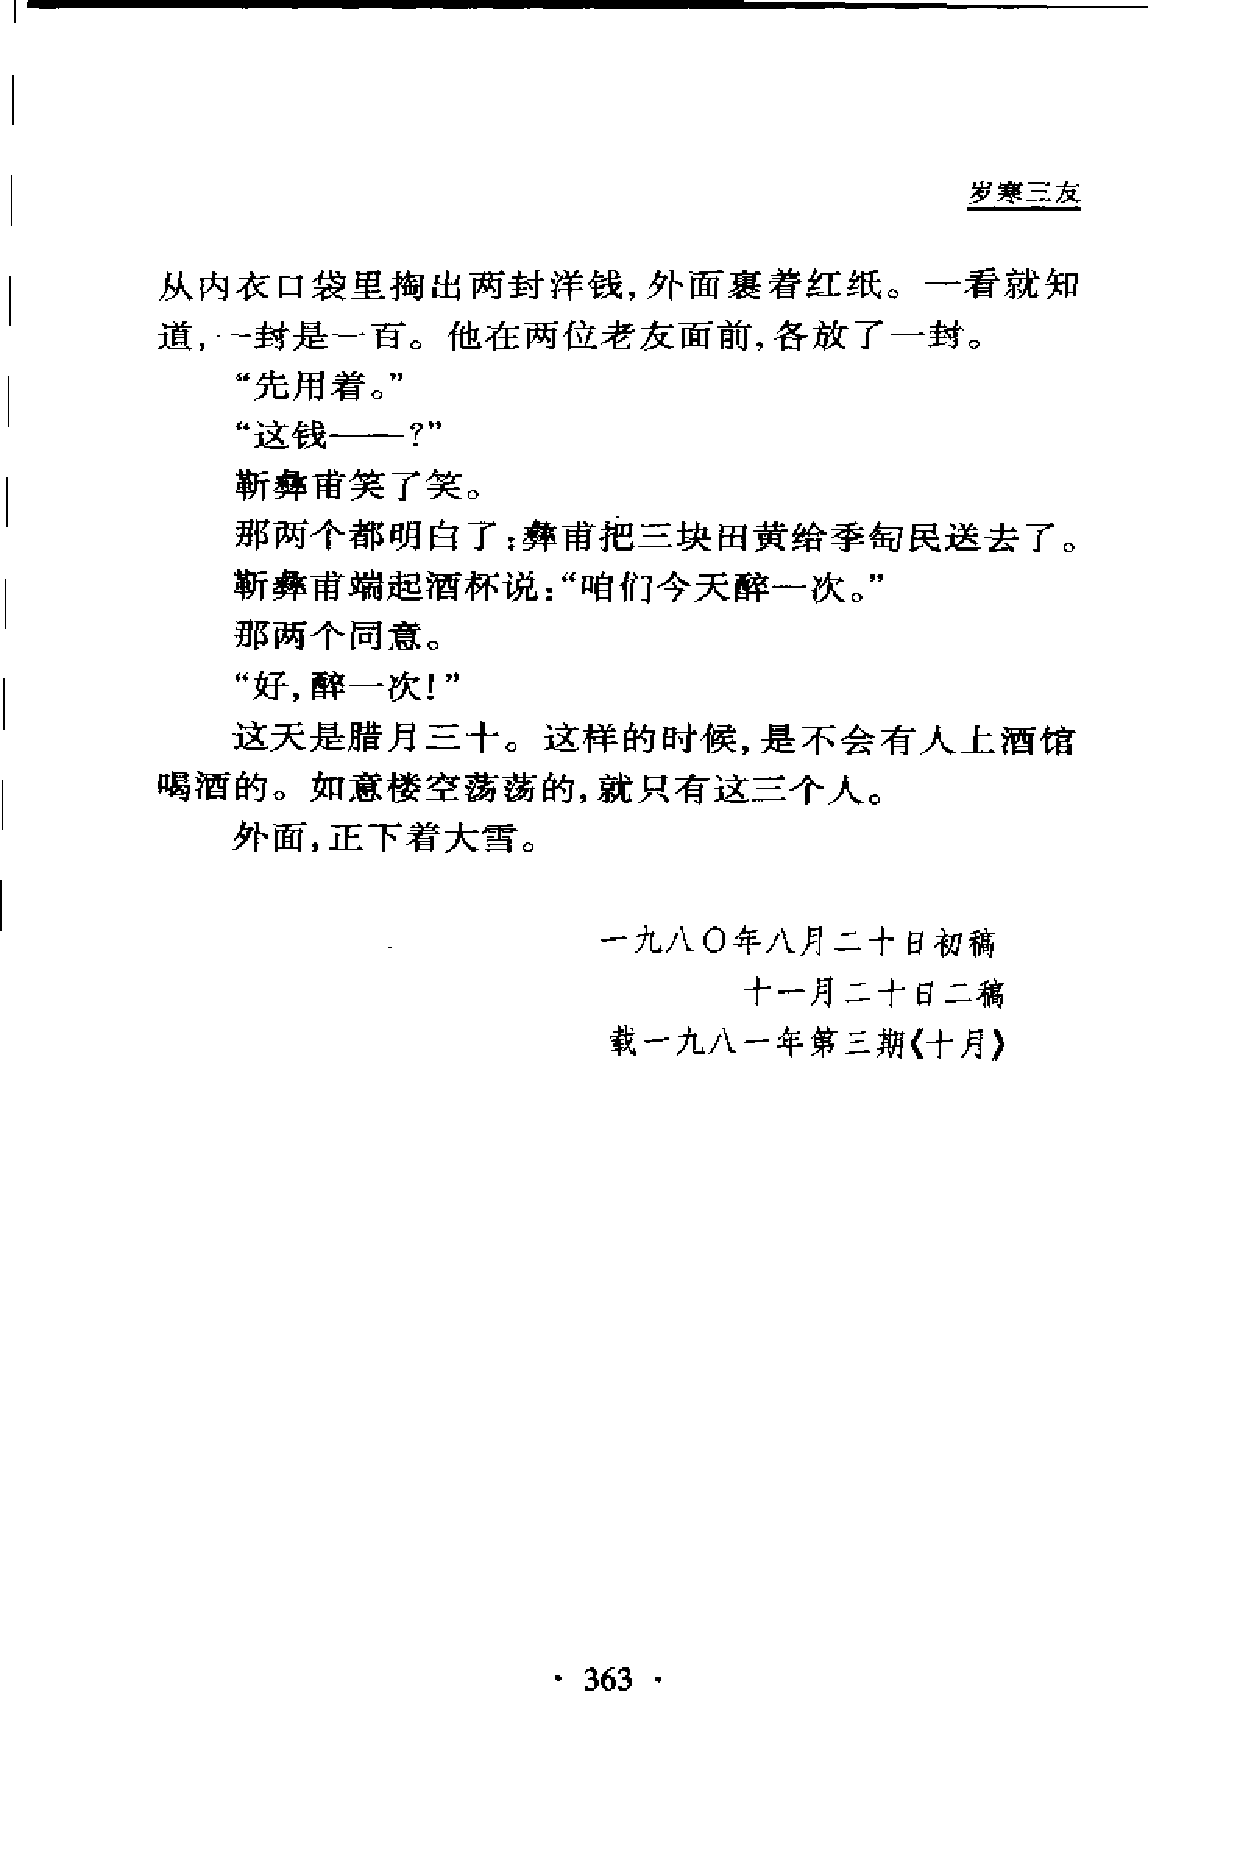 岁寒三友
从内衣口袋里掏出两封洋钱,外面裹着红纸。一看就知
道,一封是一百。他在两位老友面前,各放了一封。
“先用着。”
“这钱——?”
靳彝甫笑了笑。
那两个都明白了:彝甫把三块田黄给季匋民送去了。
靳彝甫端起酒杯说:“咱们今天醉一次。”
那两个同意。
“好,醉一次!”
这天是腊月三十。这样的时候,是不会有人上酒馆
喝酒的。如意楼空荡荡的,就只有这三个人。
外面,正下着大雪。
一九八〇年八月二十日初稿
十一月二十日二稿
载一九八一年第三期《十月》
· 363 ·